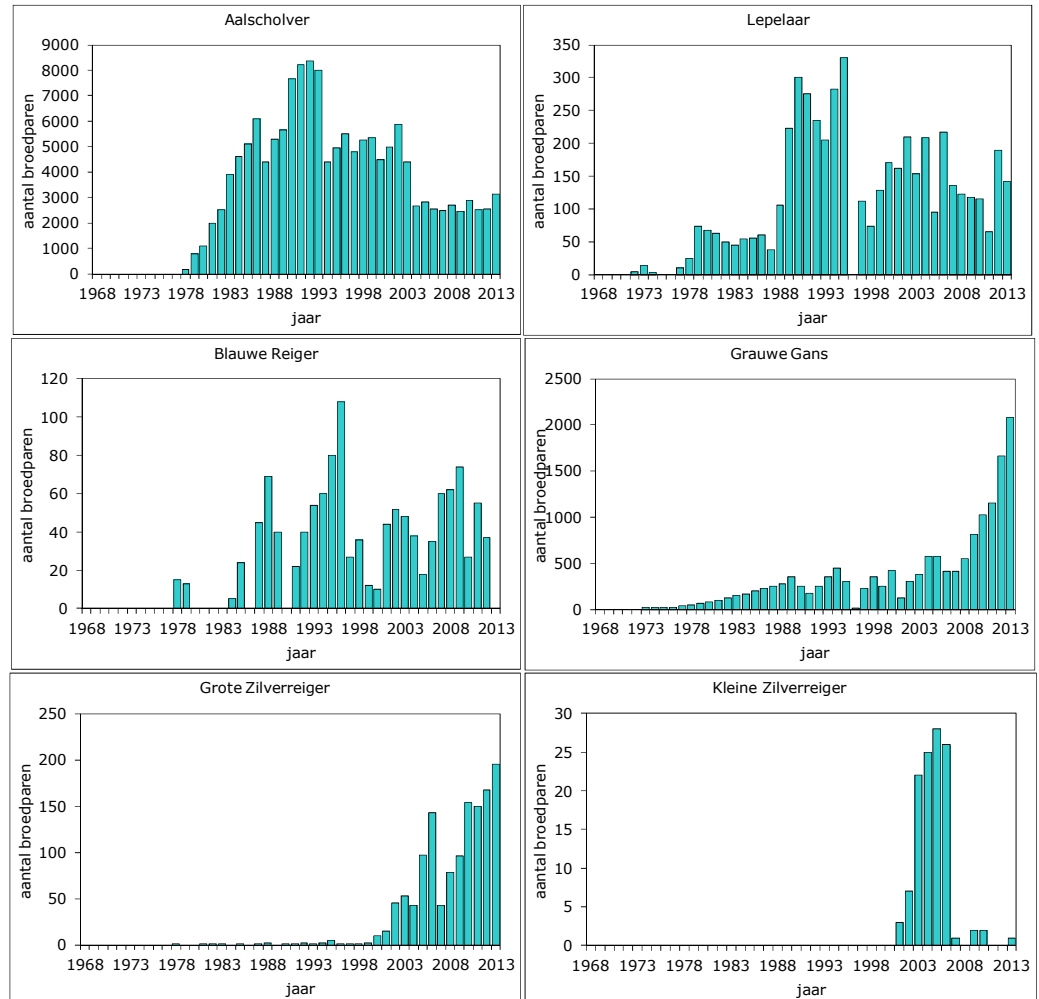 Aalscholver
9000
8000
7000
6000
5000
4000
3000
2000
1000
0
aantal broedparen
1968 1973 1978 1983 1988 1993 1998 2003 2008 2013
jaar
Lepelaar
350
300
250
200
150
100
50
0
aantal broedparen
1968 1973 1978 1983 1988 1993 1998 2003 2008 2013
jaar
Blauwe Reiger
120
100
80
60
40
20
0
aantal broedparen
1968 1973 1978 1983 1988 1993 1998 2003 2008 2013
jaar
Grauwe Gans
2500
2000
1500
1000
500
0
aantal broedparen
1968 1973 1978 1983 1988 1993 1998 2003 2008 2013
jaar
Grote Zilverreiger
250
200
150
100
50
0
aantal broedparen
1968 1973 1978 1983 1988 1993 1998 2003 2008 2013
jaar
Kleine Zilverreiger
30
25
20
15
10
5
0
aantal broedparen
1968 1973 1978 1983 1988 1993 1998 2003 2008 2013
jaar